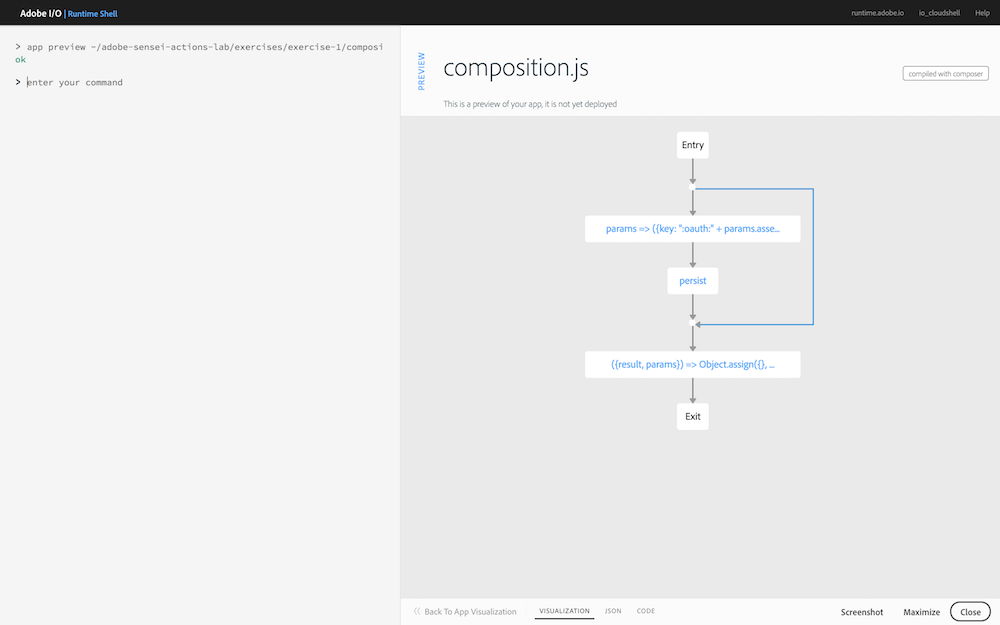 Adobe I/O | Runtime Shell
runtime.adobe.io io_cloudshell Help
> app preview ~/adobe-sensei-actions-lab/exercises/exercise-1/composi
ok
> enter your command
PREVIEW
composition.js
compiled with composer
This is a preview of your app, it is not yet deployed
Entry
params => ({key: ":oauth:" + params.asse...
persist
({result, params}) => Object.assign({}, ...
Exit
Back To App Visualization VISUALIZATION JSON CODE Screenshot Maximize Close